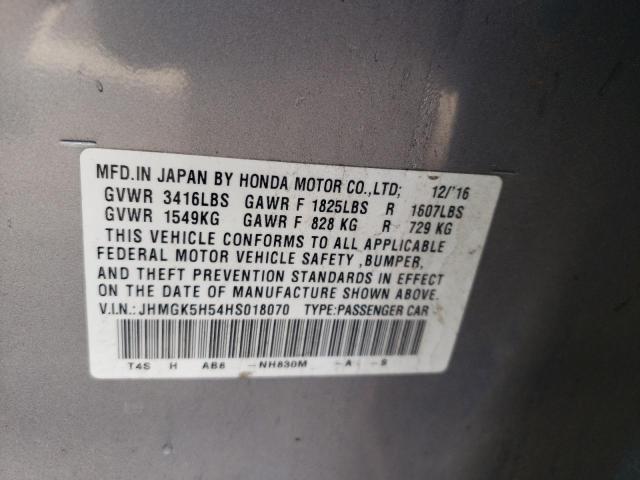 MFD.IN JAPAN BY HONDA MOTOR CO.,LTD; 12/'16
GVWR 3416LBS GAWR F 1825LBS R 1607LBS
GVWR 1549KG GAWR F 828 KG R 729 KG
THIS VEHICLE CONFORMS TO ALL APPLICABLE
FEDERAL MOTOR VEHICLE SAFETY ,BUMPER,
AND THEFT PREVENTION STANDARDS IN EFFECT
ON THE DATE OF MANUFACTURE SHOWN ABOVE.
V.I.N.:JHMGK5H54HS018070 TYPE:PASSENGER CAR
T4S H AB6 -NH830M -A -S